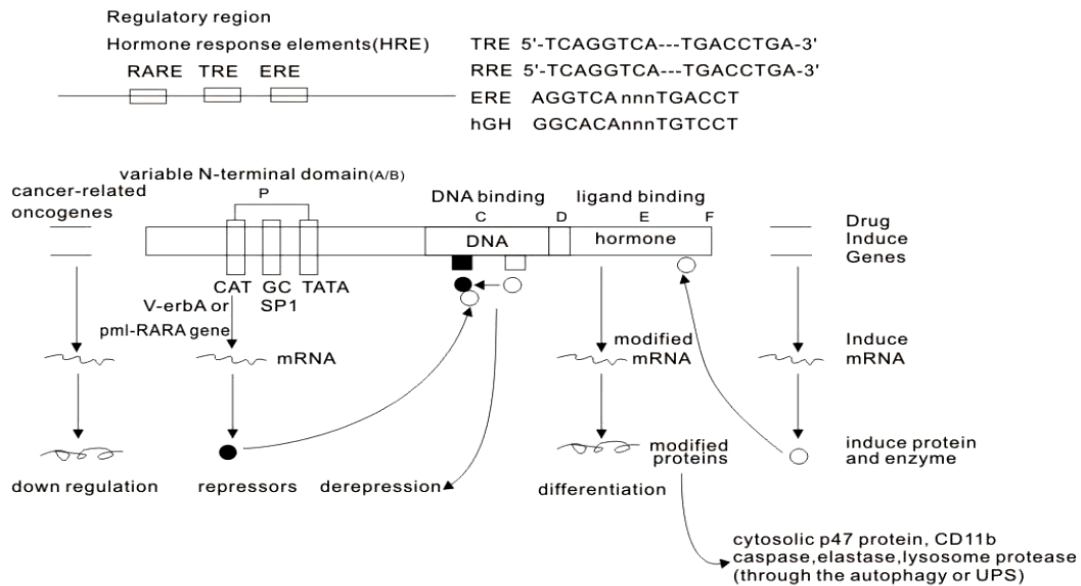 Regulatory region
Hormone response elements(HRE)
RARE TRE ERE
TRE 5'-TCAGGTCA---TGACCTGA-3'
RRE 5'-TCAGGTCA---TGACCTGA-3'
ERE AGGTCAnnnTGACCT
hGH GGCACAnnnTGTCCT
cancer-related
oncogenes
variable N-terminal domain(A/B)
P
DNA binding
C
D
ligand binding
E
F
DNA
hormone
Drug
Induce
Genes
CAT GC TATA
SP1
V-erbA or
pml-RARA gene
mRNA
modified
mRNA
Induce
mRNA
modified
proteins
induce protein
and enzyme
down regulation
repressors
derepression
differentiation
cytosolic p47 protein, CD11b
caspase,elastase,lysosome protease
(through the autophagy or UPS)